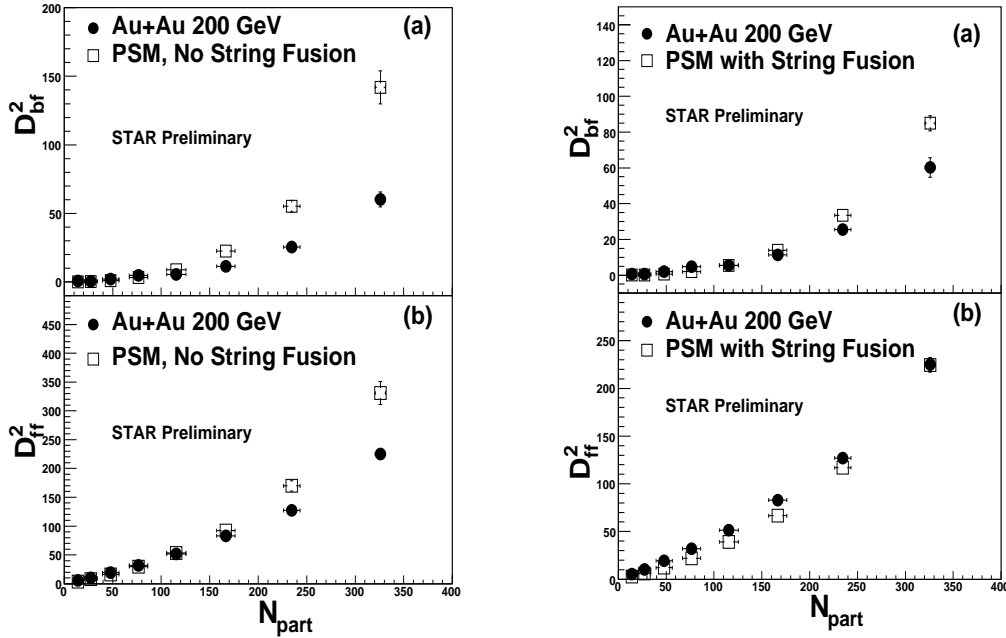 Au+Au 200 GeV (a)
PSM, No String Fusion
STAR Preliminary
D²bf
200
150
100
50
0
Au+Au 200 GeV (b)
PSM, No String Fusion
STAR Preliminary
D²ff
450
400
350
300
250
200
150
100
50
0
0 50 100 150 200 250 300 350 400
Npart
Au+Au 200 GeV (a)
PSM with String Fusion
STAR Preliminary
D²bf
140
120
100
80
60
40
20
0
Au+Au 200 GeV (b)
PSM with String Fusion
STAR Preliminary
D²ff
250
200
150
100
50
0
0 50 100 150 200 250 300 350 400
Npart